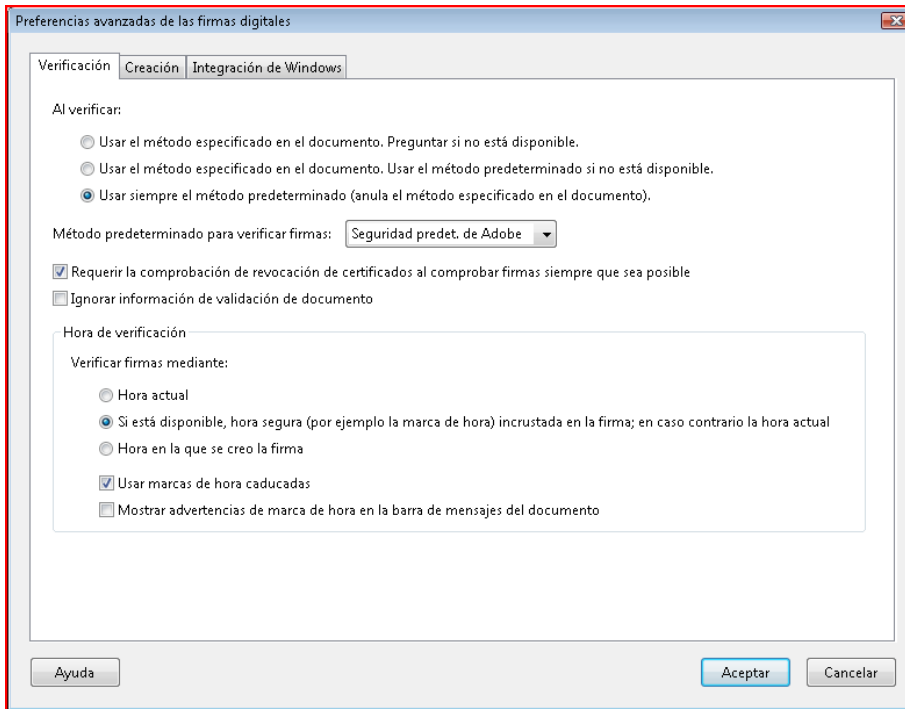 Preferencias avanzadas de las firmas digitales
Verificación Creación Integración de Windows
Al verificar:
Usar el método especificado en el documento. Preguntar si no está disponible.
Usar el método especificado en el documento. Usar el método predeterminado si no está disponible.
Usar siempre el método predeterminado (anula el método especificado en el documento).
Método predeterminado para verificar firmas: Seguridad predet. de Adobe
Requerir la comprobación de revocación de certificados al comprobar firmas siempre que sea posible
Ignorar información de validación de documento
Hora de verificación
Verificar firmas mediante:
Hora actual
Si está disponible, hora segura (por ejemplo la marca de hora) incrustada en la firma; en caso contrario la hora actual
Hora en la que se creo la firma
Usar marcas de hora caducadas
Mostrar advertencias de marca de hora en la barra de mensajes del documento
Ayuda Aceptar Cancelar